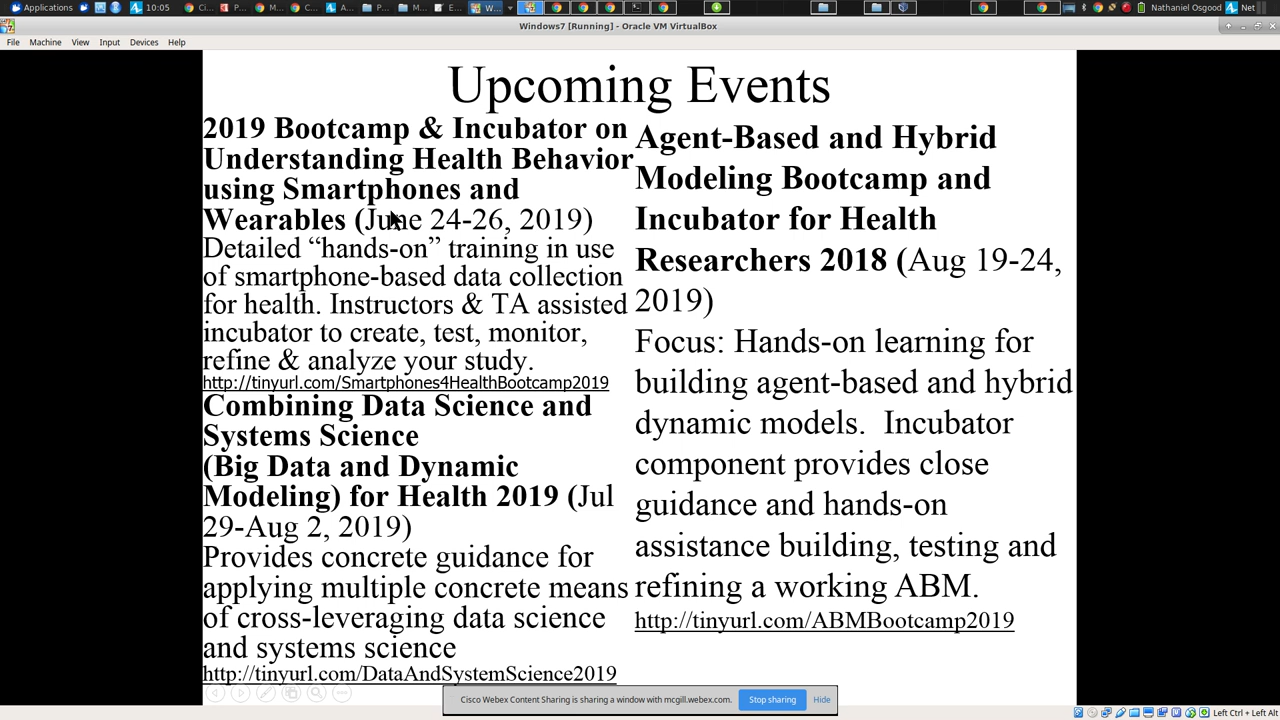 Applications
10:05
Ci...
P...
M...
C...
A...
P...
M...
E...
W...
Nathaniel Osgood
Net
Windows7 [Running] - Oracle VM VirtualBox
File Machine View Input Devices Help
Upcoming Events
2019 Bootcamp & Incubator on
Understanding Health Behavior
using Smartphones and
Wearables (June 24-26, 2019)
Detailed “hands-on” training in use
of smartphone-based data collection
for health. Instructors & TA assisted
incubator to create, test, monitor,
refine & analyze your study.
http://tinyurl.com/Smartphones4HealthBootcamp2019
Combining Data Science and
Systems Science
(Big Data and Dynamic
Modeling) for Health 2019 (Jul
29-Aug 2, 2019)
Provides concrete guidance for
applying multiple concrete means
of cross-leveraging data science
and systems science
http://tinyurl.com/DataAndSystemScience2019
Agent-Based and Hybrid
Modeling Bootcamp and
Incubator for Health
Researchers 2018 (Aug 19-24,
2019)
Focus: Hands-on learning for
building agent-based and hybrid
dynamic models.  Incubator
component provides close
guidance and hands-on
assistance building, testing and
refining a working ABM.
http://tinyurl.com/ABMBootcamp2019
Cisco Webex Content Sharing is sharing a window with mcgill.webex.com.
Stop sharing
Hide
Left Ctrl + Left Alt